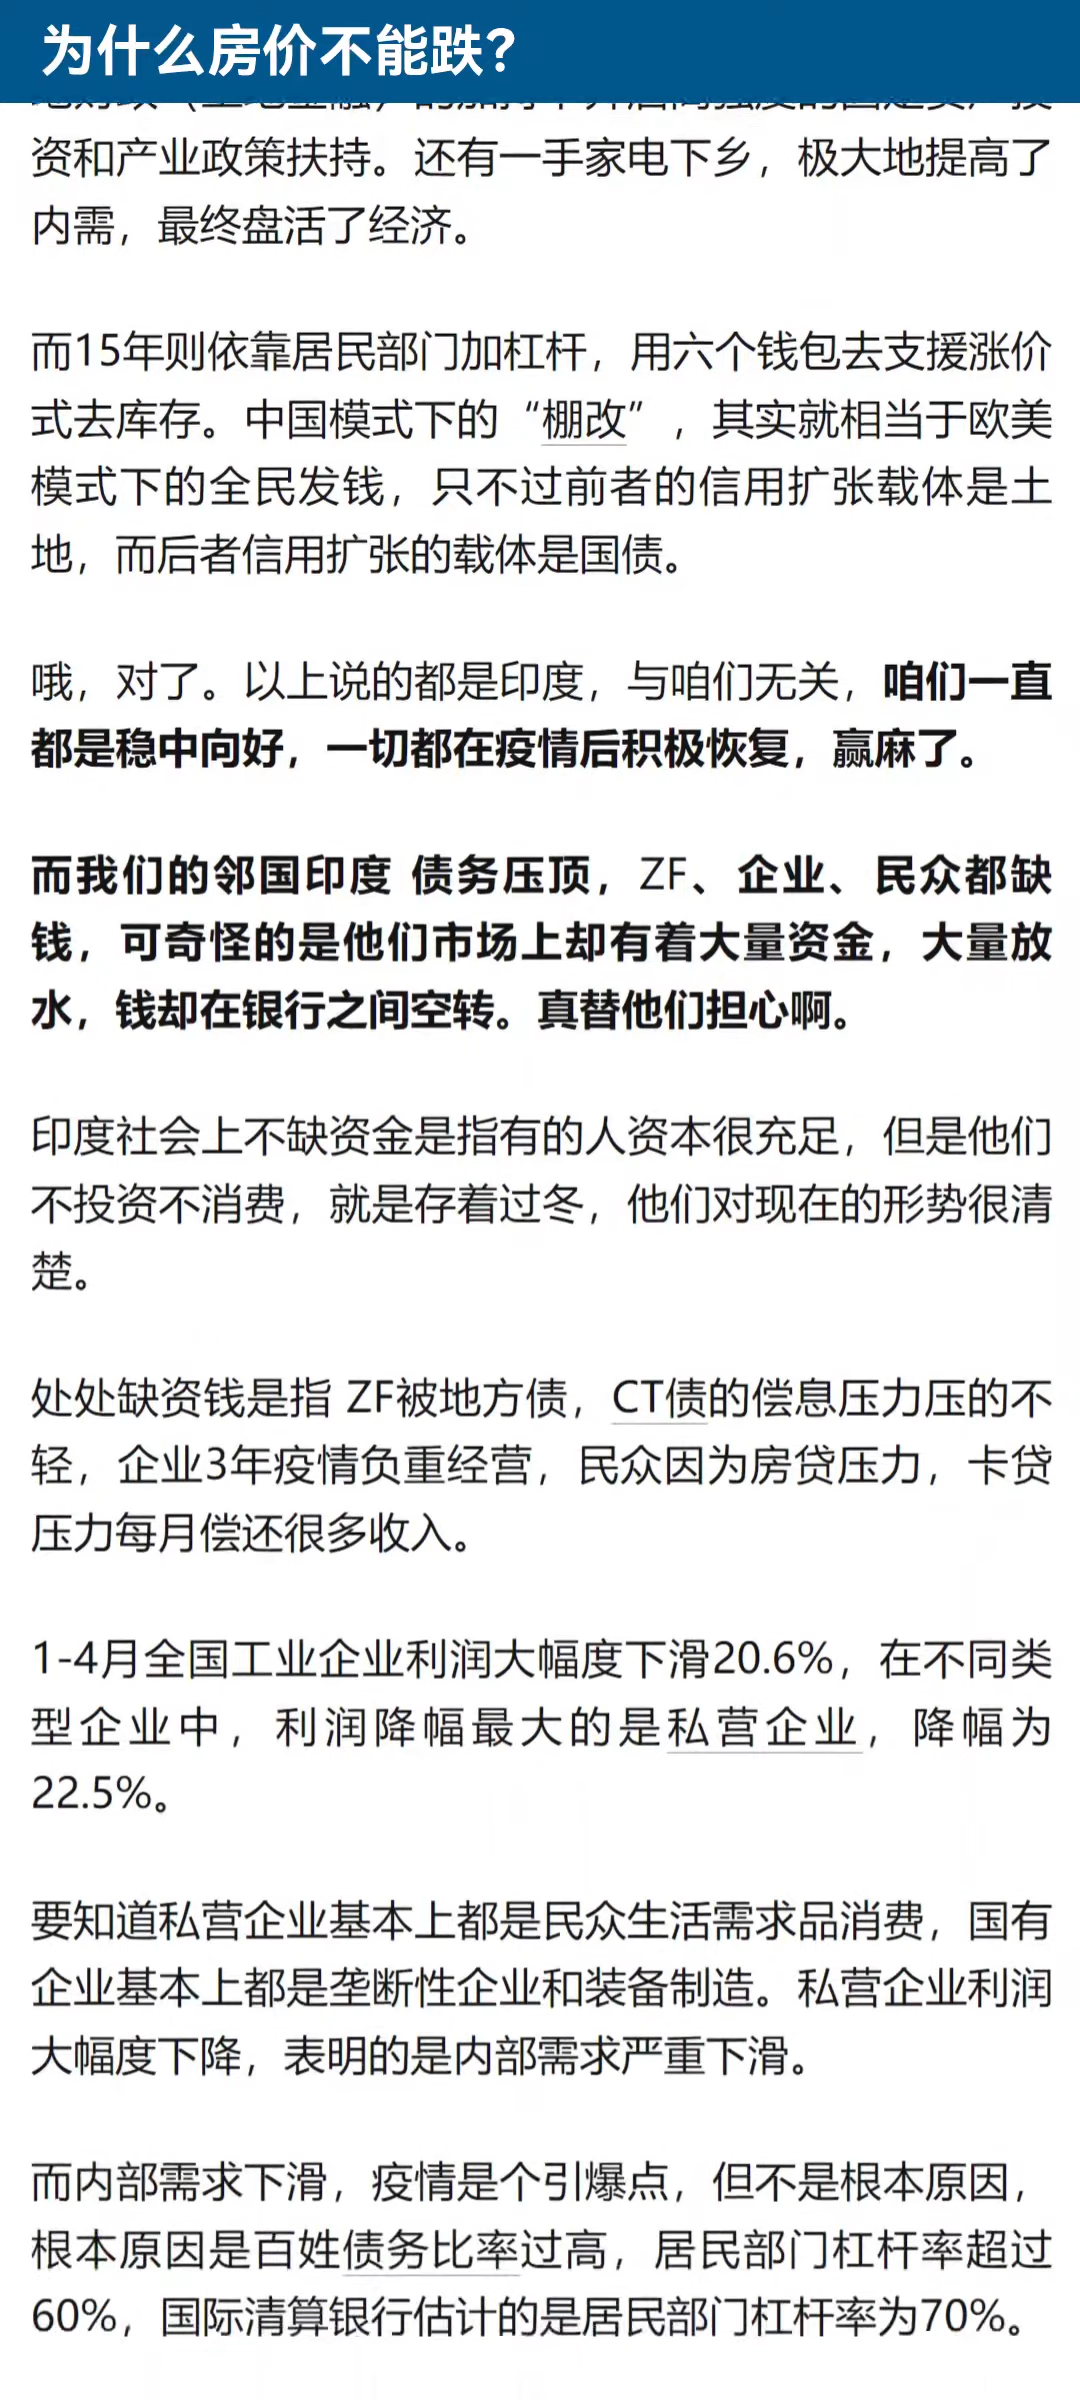 为什么房价不能跌？
资和产业政策扶持。还有一手家电下乡，极大地提高了
内需，最终盘活了经济。
而15年则依靠居民部门加杠杆，用六个钱包去支援涨价
式去库存。中国模式下的“棚改”，其实就相当于欧美
模式下的全民发钱，只不过前者的信用扩张载体是土
地，而后者信用扩张的载体是国债。
哦，对了。以上说的都是印度，与咱们无关，咱们一直
都是稳中向好，一切都在疫情后积极恢复，赢麻了。
而我们的邻国印度 债务压顶，ZF、企业、民众都缺
钱，可奇怪的是他们市场上却有着大量资金，大量放
水，钱却在银行之间空转。真替他们担心啊。
印度社会上不缺资金是指有的人资本很充足，但是他们
不投资不消费，就是存着过冬，他们对现在的形势很清
楚。
处处缺资钱是指 ZF被地方债，CT债的偿息压力压的不
轻，企业3年疫情负重经营，民众因为房贷压力，卡贷
压力每月偿还很多收入。
1-4月全国工业企业利润大幅度下滑20.6%，在不同类
型企业中，利润降幅最大的是私营企业，降幅为
22.5%。
要知道私营企业基本上都是民众生活需求品消费，国有
企业基本上都是垄断性企业和装备制造。私营企业利润
大幅度下降，表明的是内部需求严重下滑。
而内部需求下滑，疫情是个引爆点，但不是根本原因，
根本原因是百姓债务比率过高，居民部门杠杆率超过
60%，国际清算银行估计的是居民部门杠杆率为70%。